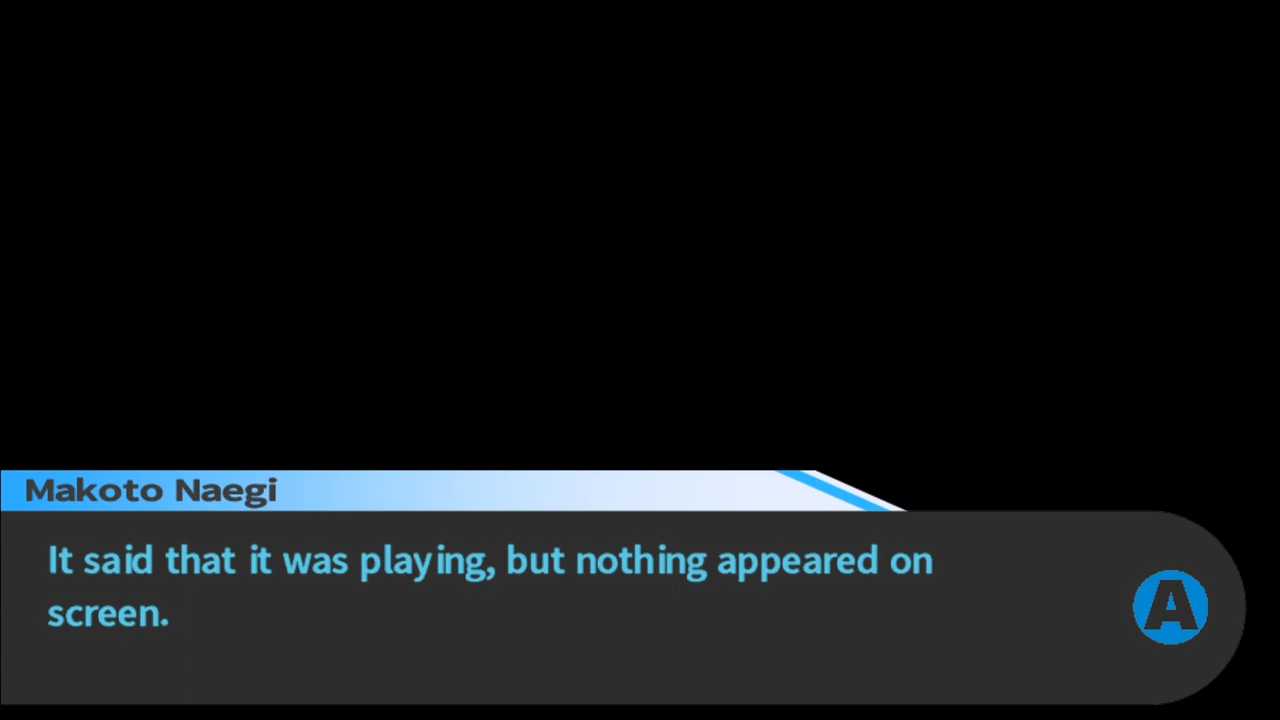 Makoto Naegi
It said that it was playing, but nothing appeared on
screen.
A